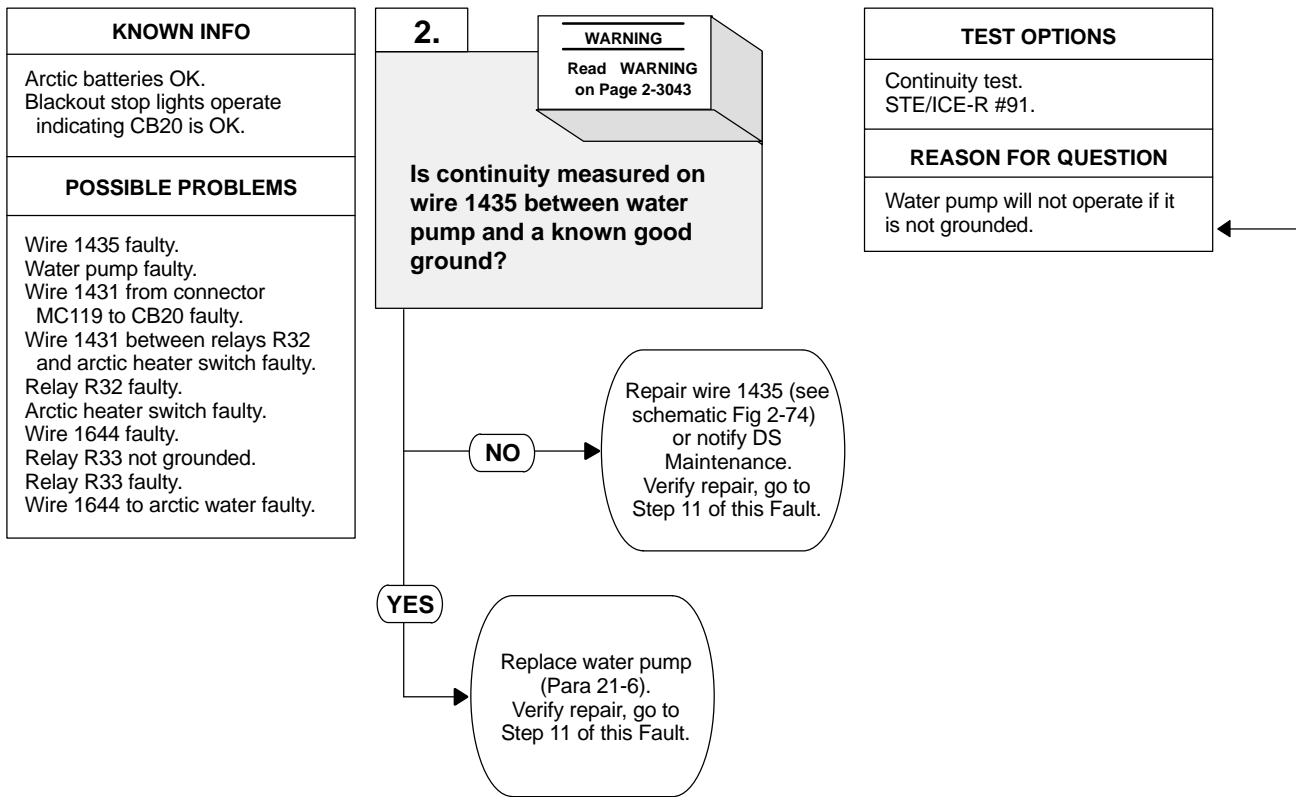 KNOWN INFO
Arctic batteries OK.
Blackout stop lights operate
indicating CB20 is OK.
POSSIBLE PROBLEMS
Wire 1435 faulty.
Water pump faulty.
Wire 1431 from connector
MC119 to CB20 faulty.
Wire 1431 between relays R32
and arctic heater switch faulty.
Relay R32 faulty.
Arctic heater switch faulty.
Wire 1644 faulty.
Relay R33 not grounded.
Relay R33 faulty.
Wire 1644 to arctic water faulty.
2.
WARNING
Read WARNING
on Page 2-3043
Is continuity measured on
wire 1435 between water
pump and a known good
ground?
TEST OPTIONS
Continuity test.
STE/ICE-R #91.
REASON FOR QUESTION
Water pump will not operate if it
is not grounded.
NO
Repair wire 1435 (see
schematic Fig 2-74)
or notify DS
Maintenance.
Verify repair, go to
Step 11 of this Fault.
YES
Replace water pump
(Para 21-6).
Verify repair, go to
Step 11 of this Fault.